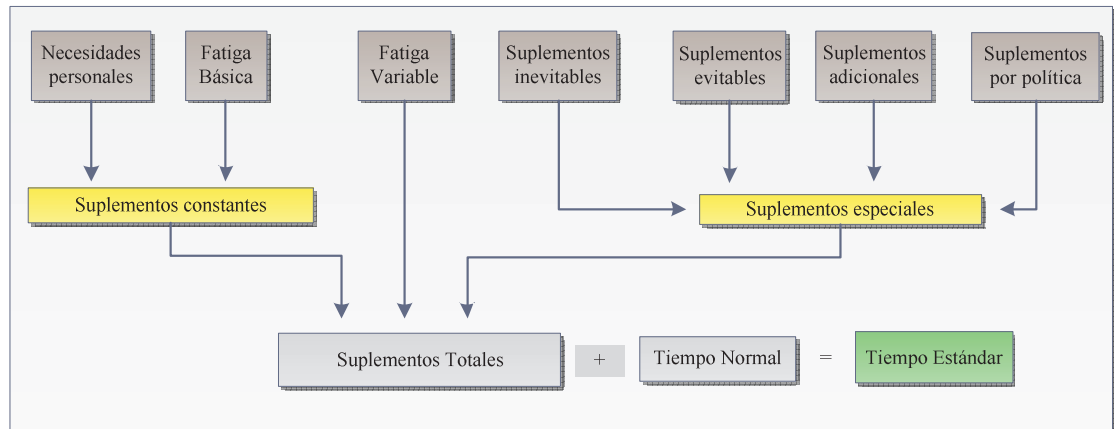 Necesidades
personales
Fatiga
Básica
Fatiga
Variable
Suplementos
inevitables
Suplementos
evitables
Suplementos
adicionales
Suplementos
por política
Suplementos constantes
Suplementos especiales
Suplementos Totales
+
Tiempo Normal
=
Tiempo Estándar